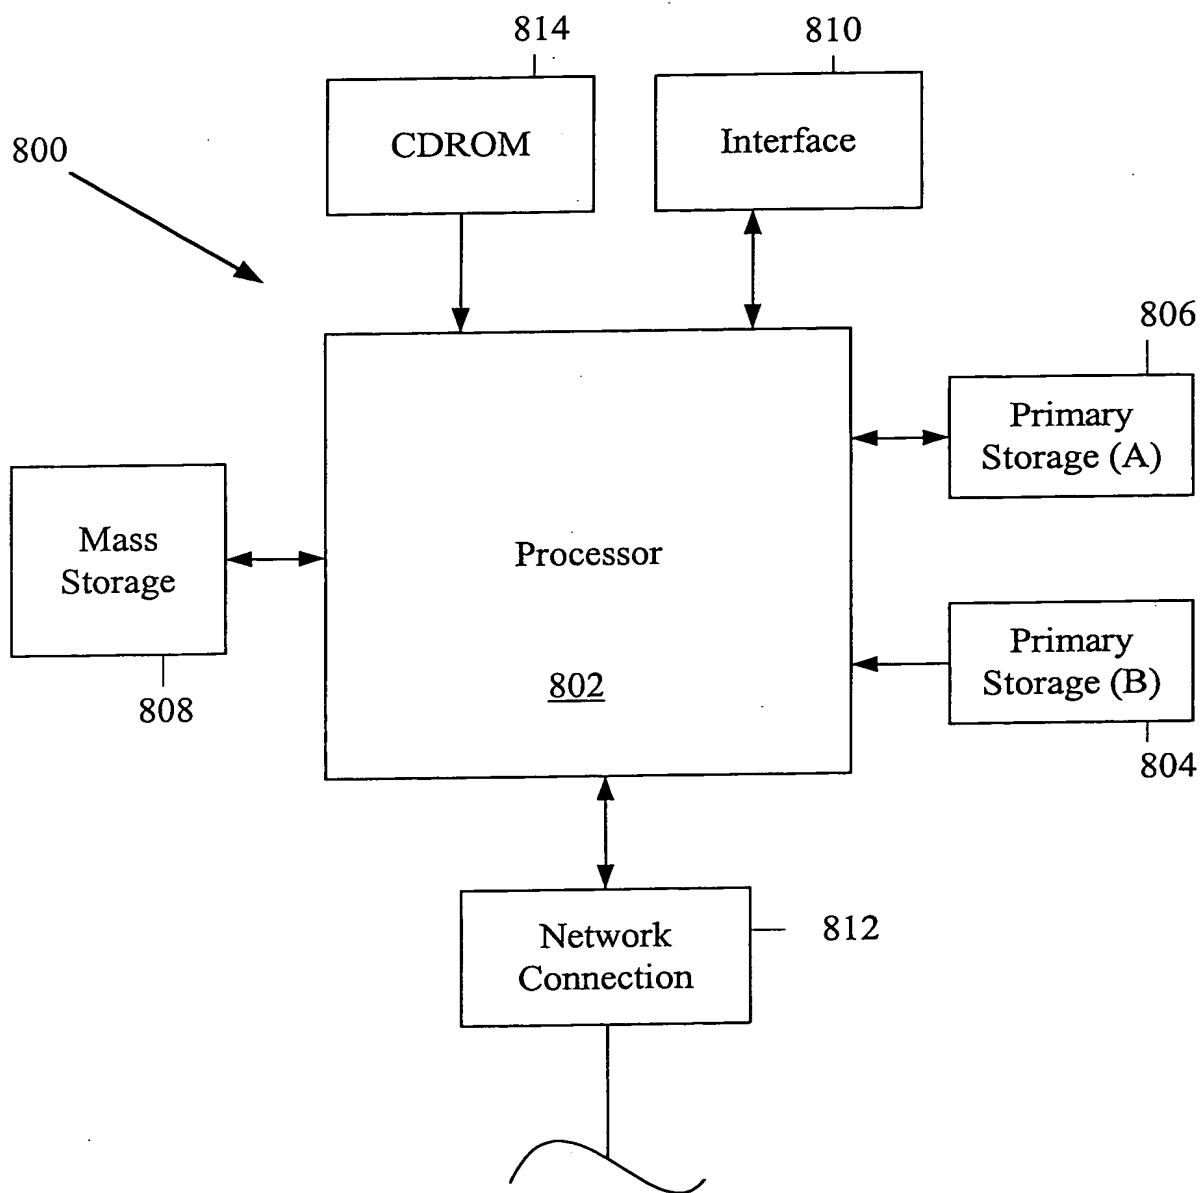 814
810
CDROM
Interface
800
806
Primary
Storage (A)
Mass
Storage
Processor
Primary
Storage (B)
802
808
804
Network
Connection
812